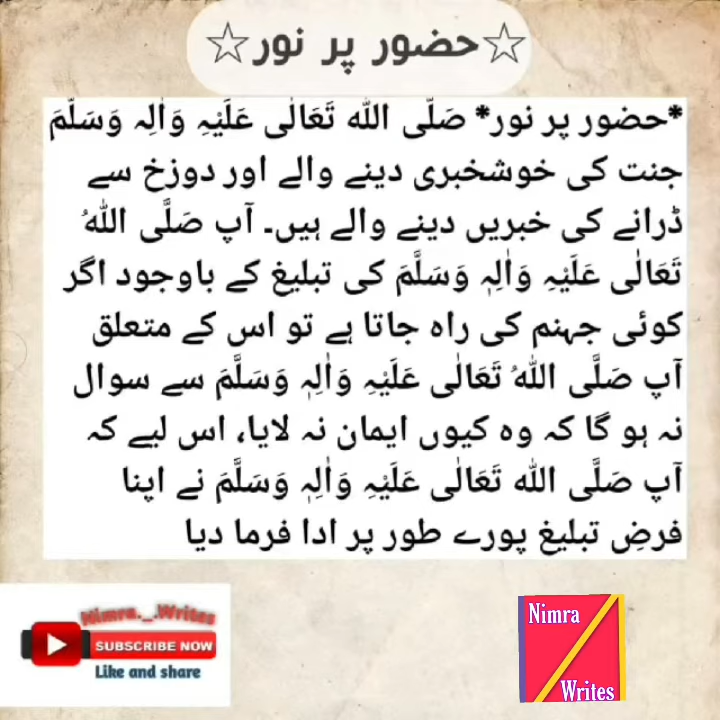 ☆حضور پر نور☆
*حضور پر نور* صَلَّی اللّٰہ تَعَالٰی عَلَیْہِ وَاٰلِہ وَسَلَّمَ
جنت کی خوشخبری دینے والے اور دوزخ سے
ڈرانے کی خبریں دینے والے ہیں۔ آپ صَلَّی اللّٰہُ
تَعَالٰی عَلَیْہِ وَاٰلِہٖ وَسَلَّمَ کی تبلیغ کے باوجود اگر
کوئی جہنم کی راہ جاتا ہے تو اس کے متعلق
آپ صَلَّی اللّٰہُ تَعَالٰی عَلَیْہِ وَاٰلِہٖ وَسَلَّمَ سے سوال
نہ ہو گا کہ وہ کیوں ایمان نہ لایا، اس لیے کہ
آپ صَلَّی اللّٰہ تَعَالٰی عَلَیْہِ وَاٰلِہٖ وَسَلَّمَ نے اپنا
فرضِ تبلیغ پورے طور پر ادا فرما دیا
Nimra._.Writes
SUBSCRIBE NOW
Like and share
Nimra
Writes